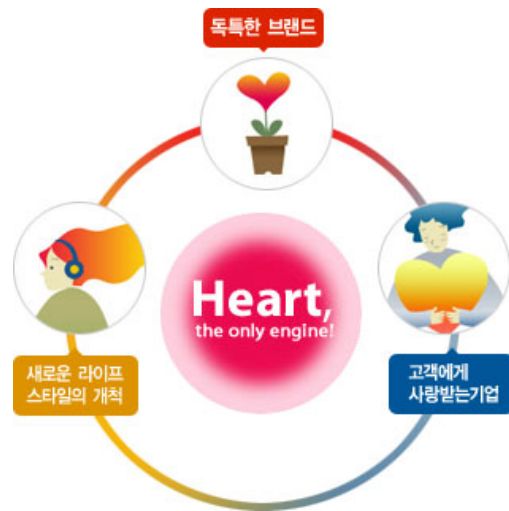 독특한 브랜드
Heart,
the only engine!
새로운 라이프
스타일의 개척
고객에게
사랑받는기업